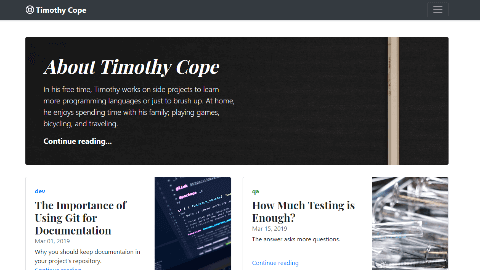 @ Timothy Cope
About Timothy Cope
In his free time, Timothy works on side projects to learn
more programming languages or just to brush up. At home,
he enjoys spending time with his family; playing games,
bicycling, and traveling.
Continue reading...
dev
The Importance of
Using Git for
Documentation
Mar 01, 2019
Why you should keep documentaion in
your project's repository.
Continue reading
qa
How Much Testing is
Enough?
Mar 15, 2019
The answer asks more questions.
Continue reading